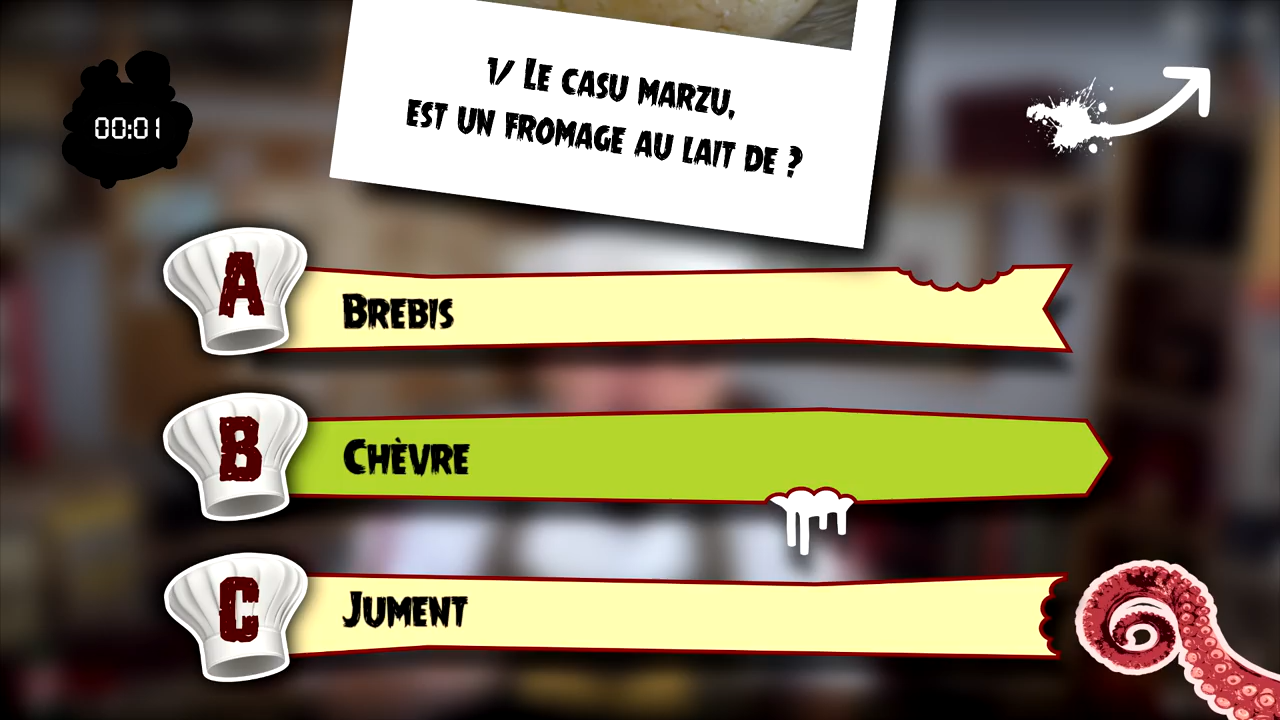 00:01
1/ Le casu marzu,
est un fromage au lait de ?
A
Brebis
B
Chèvre
C
Jument